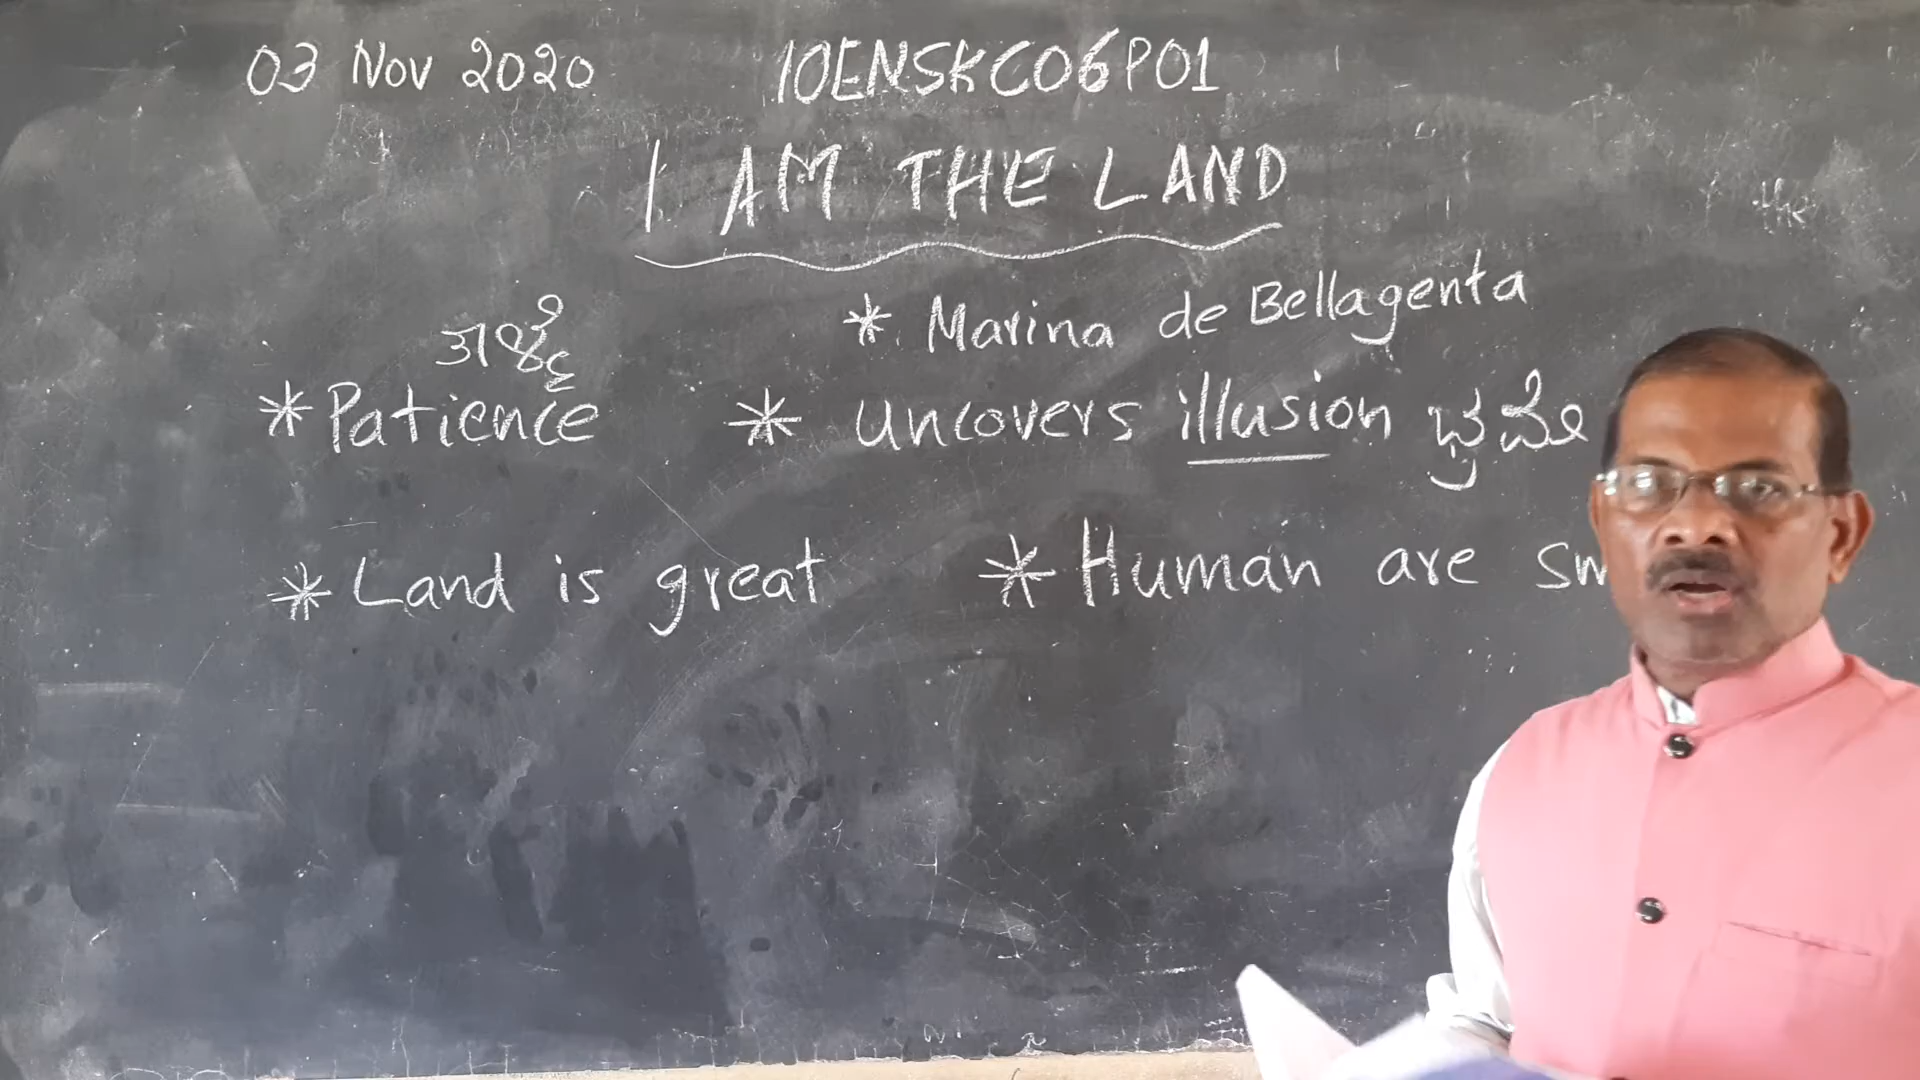 03 Nov 2020 10ENSKC06P01
I AM THE LAND
* Marina de Bellagenta
ತಾಳ್ಮೆ
* Patience * uncovers illusion ಭ್ರಮೇ
* Land is great * Human are
the